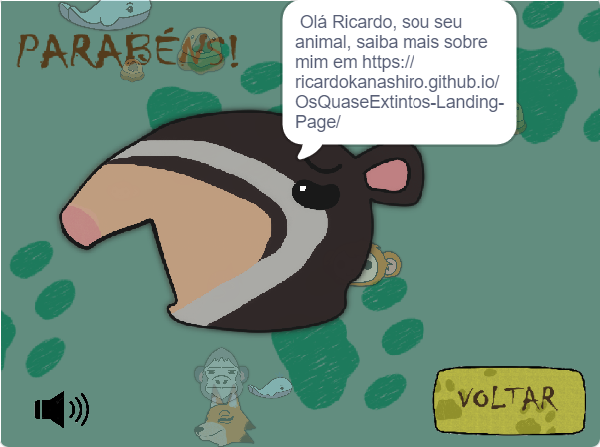 PARABÉNS!
Olá Ricardo, sou seu
animal, saiba mais sobre
mim em https://
ricardokanashiro.github.io/
OsQuaseExtintos-Landing-
Page/
VOLTAR